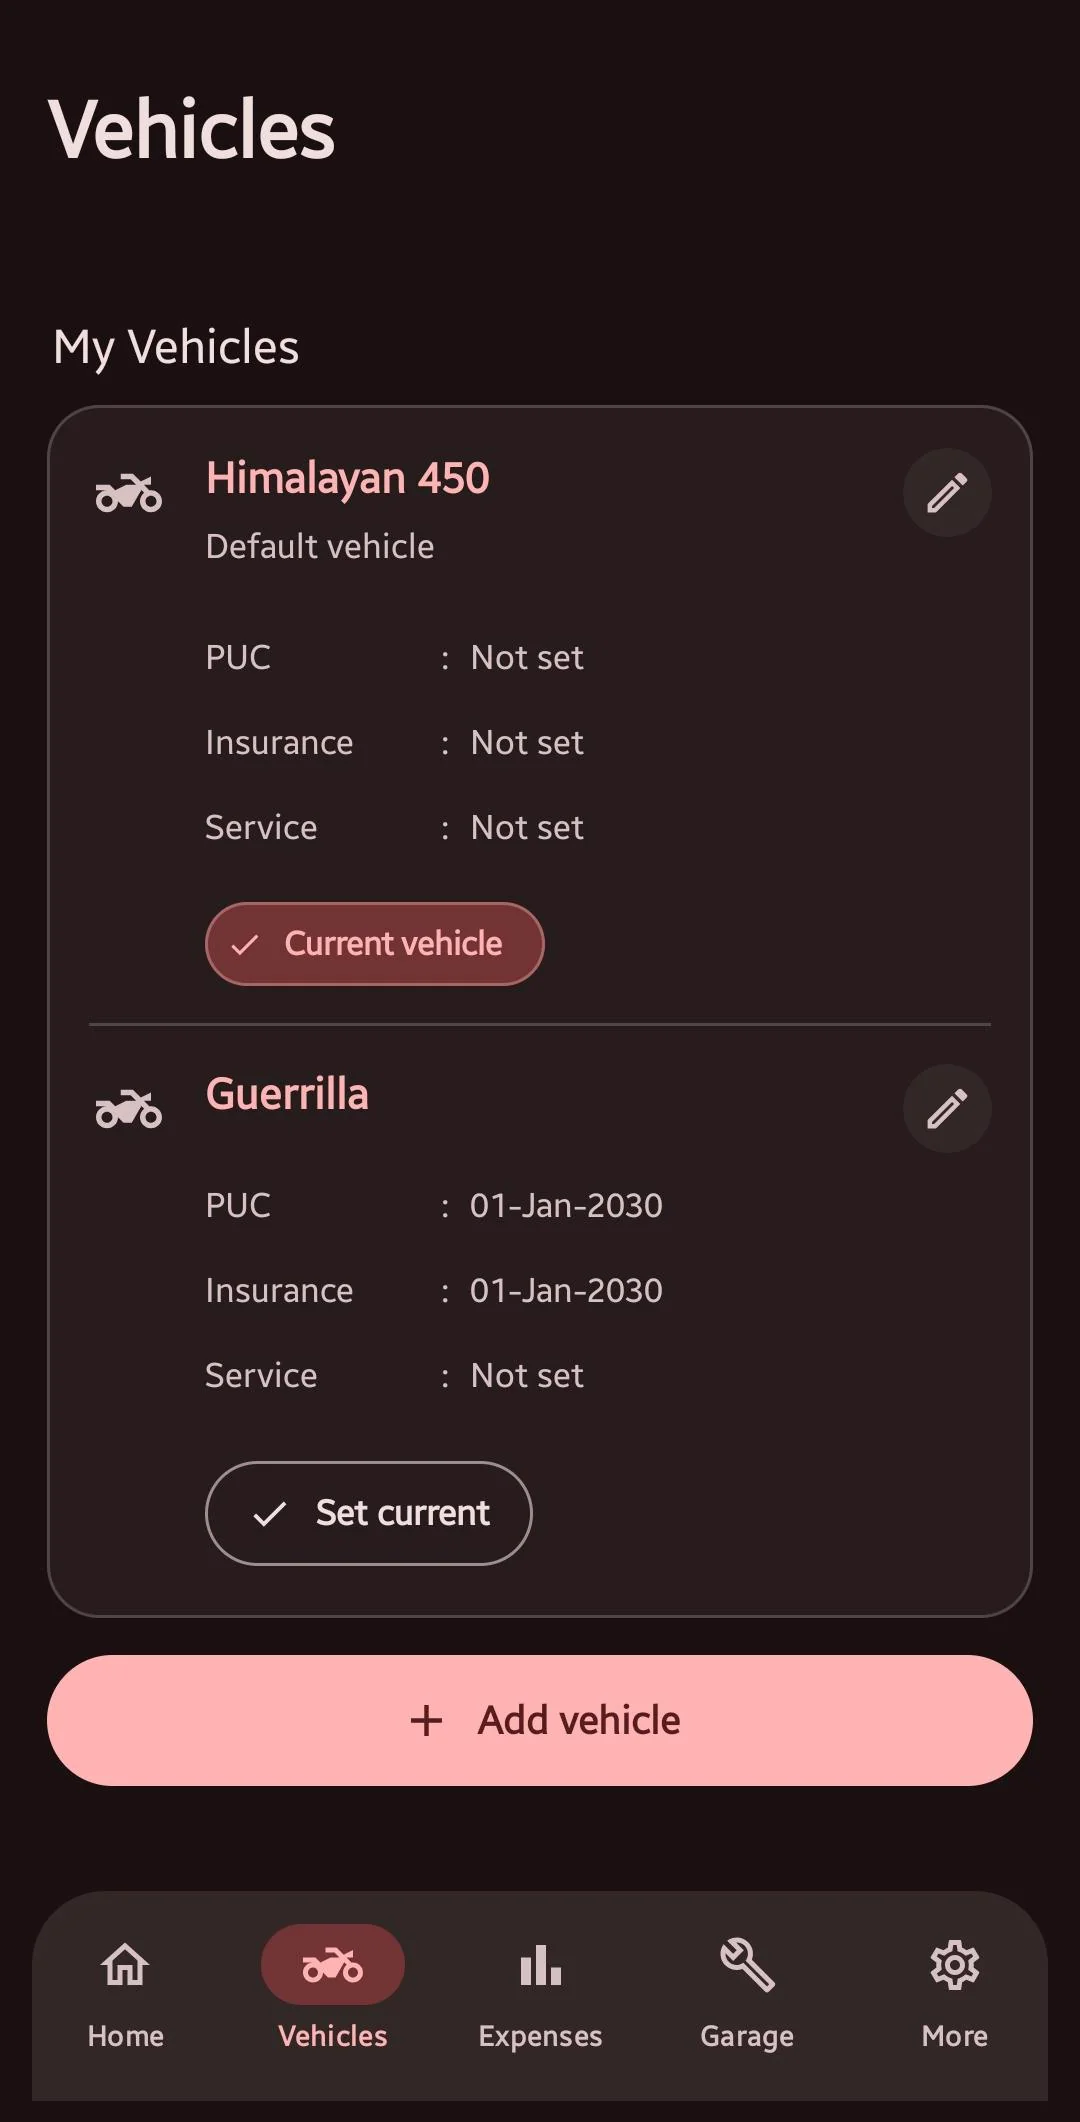 Vehicles
My Vehicles
Himalayan 450
Default vehicle
PUC : Not set
Insurance : Not set
Service : Not set
Current vehicle
Guerrilla
PUC : 01-Jan-2030
Insurance : 01-Jan-2030
Service : Not set
Set current
Add vehicle
Home Vehicles Expenses Garage More